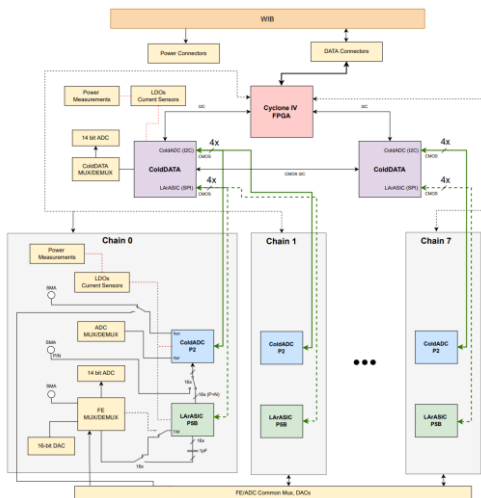 WIB
Power Connectors
DATA Connectors
Power
Measurements
LDOs
Current Sensors
Cyclone IV
FPGA
I2C
I2C
14 bit ADC
ColdDATA
MUX/DEMUX
ColdADC (I2C)
4x
CMOS
ColdDATA
LArASIC (SPI)
4x
CMOS
CMOS I2C
ColdADC (I2C)
4x
CMOS
ColdDATA
LArASIC (SPI)
4x
CMOS
Chain 0
Chain 1
Chain 7
Power
Measurements
LDOs
Current Sensors
SMA
ADC
MUX/DEMUX
ColdADC
P2
SMA
P/N
14 bit ADC
16x
16x (P+N)
SMA
FE
MUX/DEMUX
LArASIC
P5B
16-bit DAC
16x
16x
1pF
ColdADC
P2
LArASIC
P5B
ColdADC
P2
LArASIC
P5B
FE/ADC Common Mux, DACs